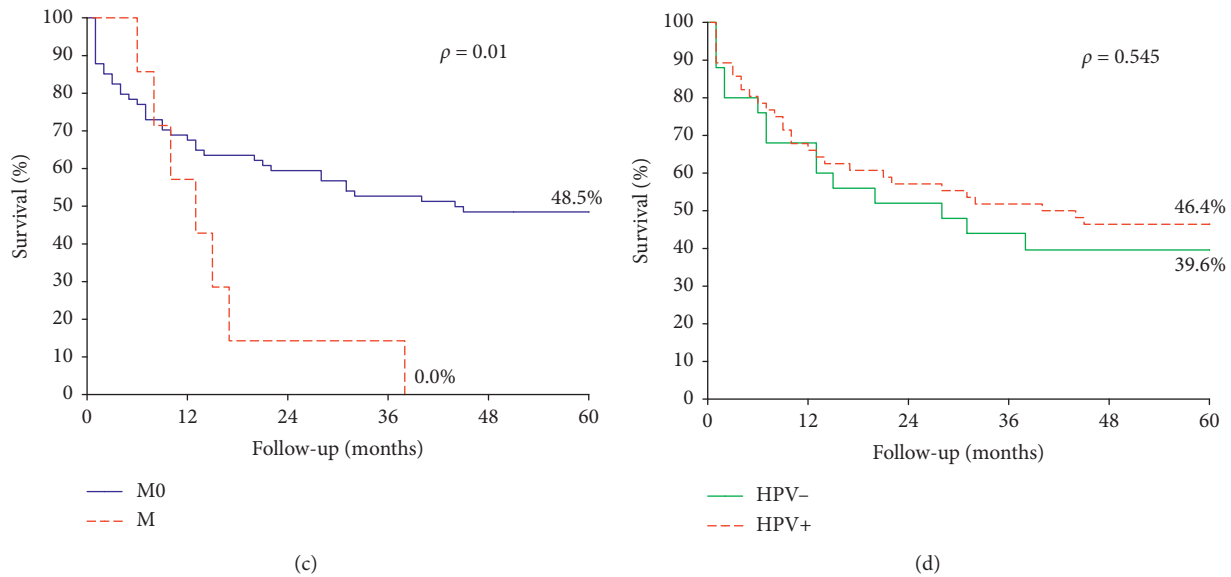 100
90
80
70
60
50
40
30
20
10
0
Survival (%)
ρ = 0.01
48.5%
0.0%
0 12 24 36 48 60
Follow-up (months)
M0
M
(c)
100
90
80
70
60
50
40
30
20
10
0
Survival (%)
ρ = 0.545
46.4%
39.6%
0 12 24 36 48 60
Follow-up (months)
HPV–
HPV+
(d)